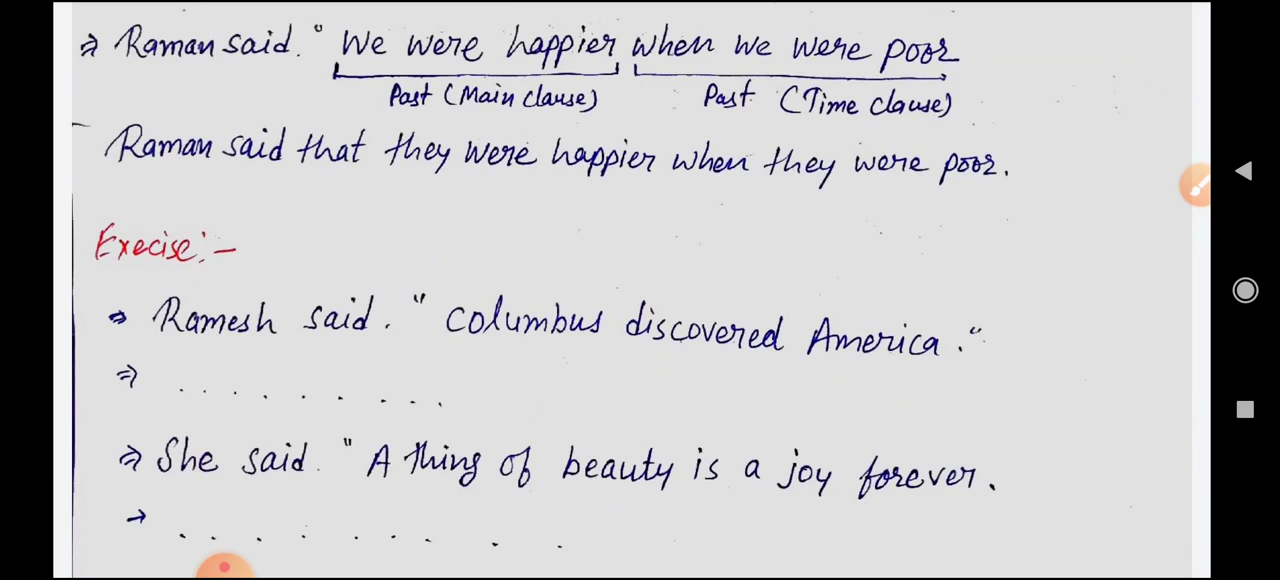 ⇒ Raman said. " We were happier when we were poor
Past (Main clause) Past (Time clause)
Raman said that they were happier when they were poor.
Execise:-
⇒ Ramesh said. " Columbus discovered America."
⇒ . . . . . . . . .
⇒ She said. " A thing of beauty is a joy forever.
→ . . . . . . . .